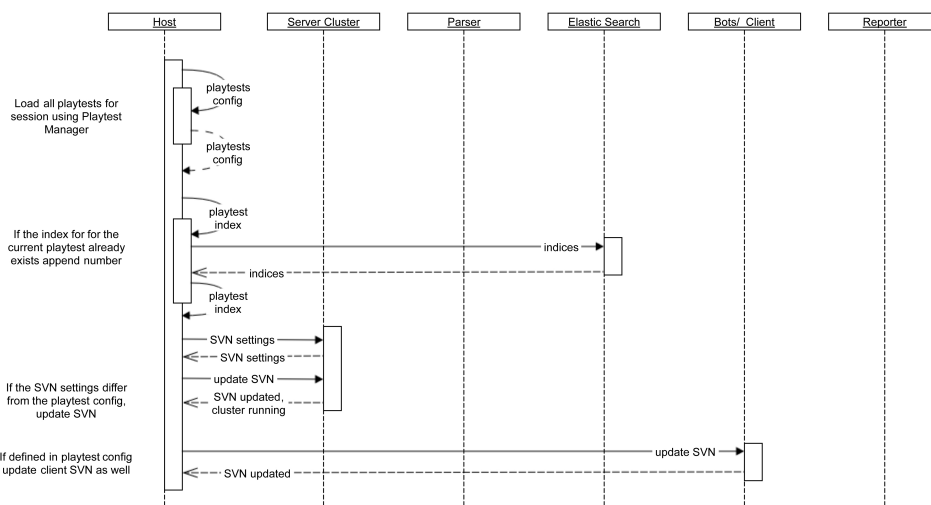 Host
Server Cluster
Parser
Elastic Search
Bots/ Client
Reporter
Load all playtests for
session using Playtest
Manager
playtests
config
playtests
config
If the index for for the
current playtest already
exists append number
playtest
index
indices
indices
playtest
index
SVN settings
SVN settings
If the SVN settings differ
from the playtest config,
update SVN
update SVN
SVN updated,
cluster running
If defined in playtest config
update client SVN as well
update SVN
SVN updated